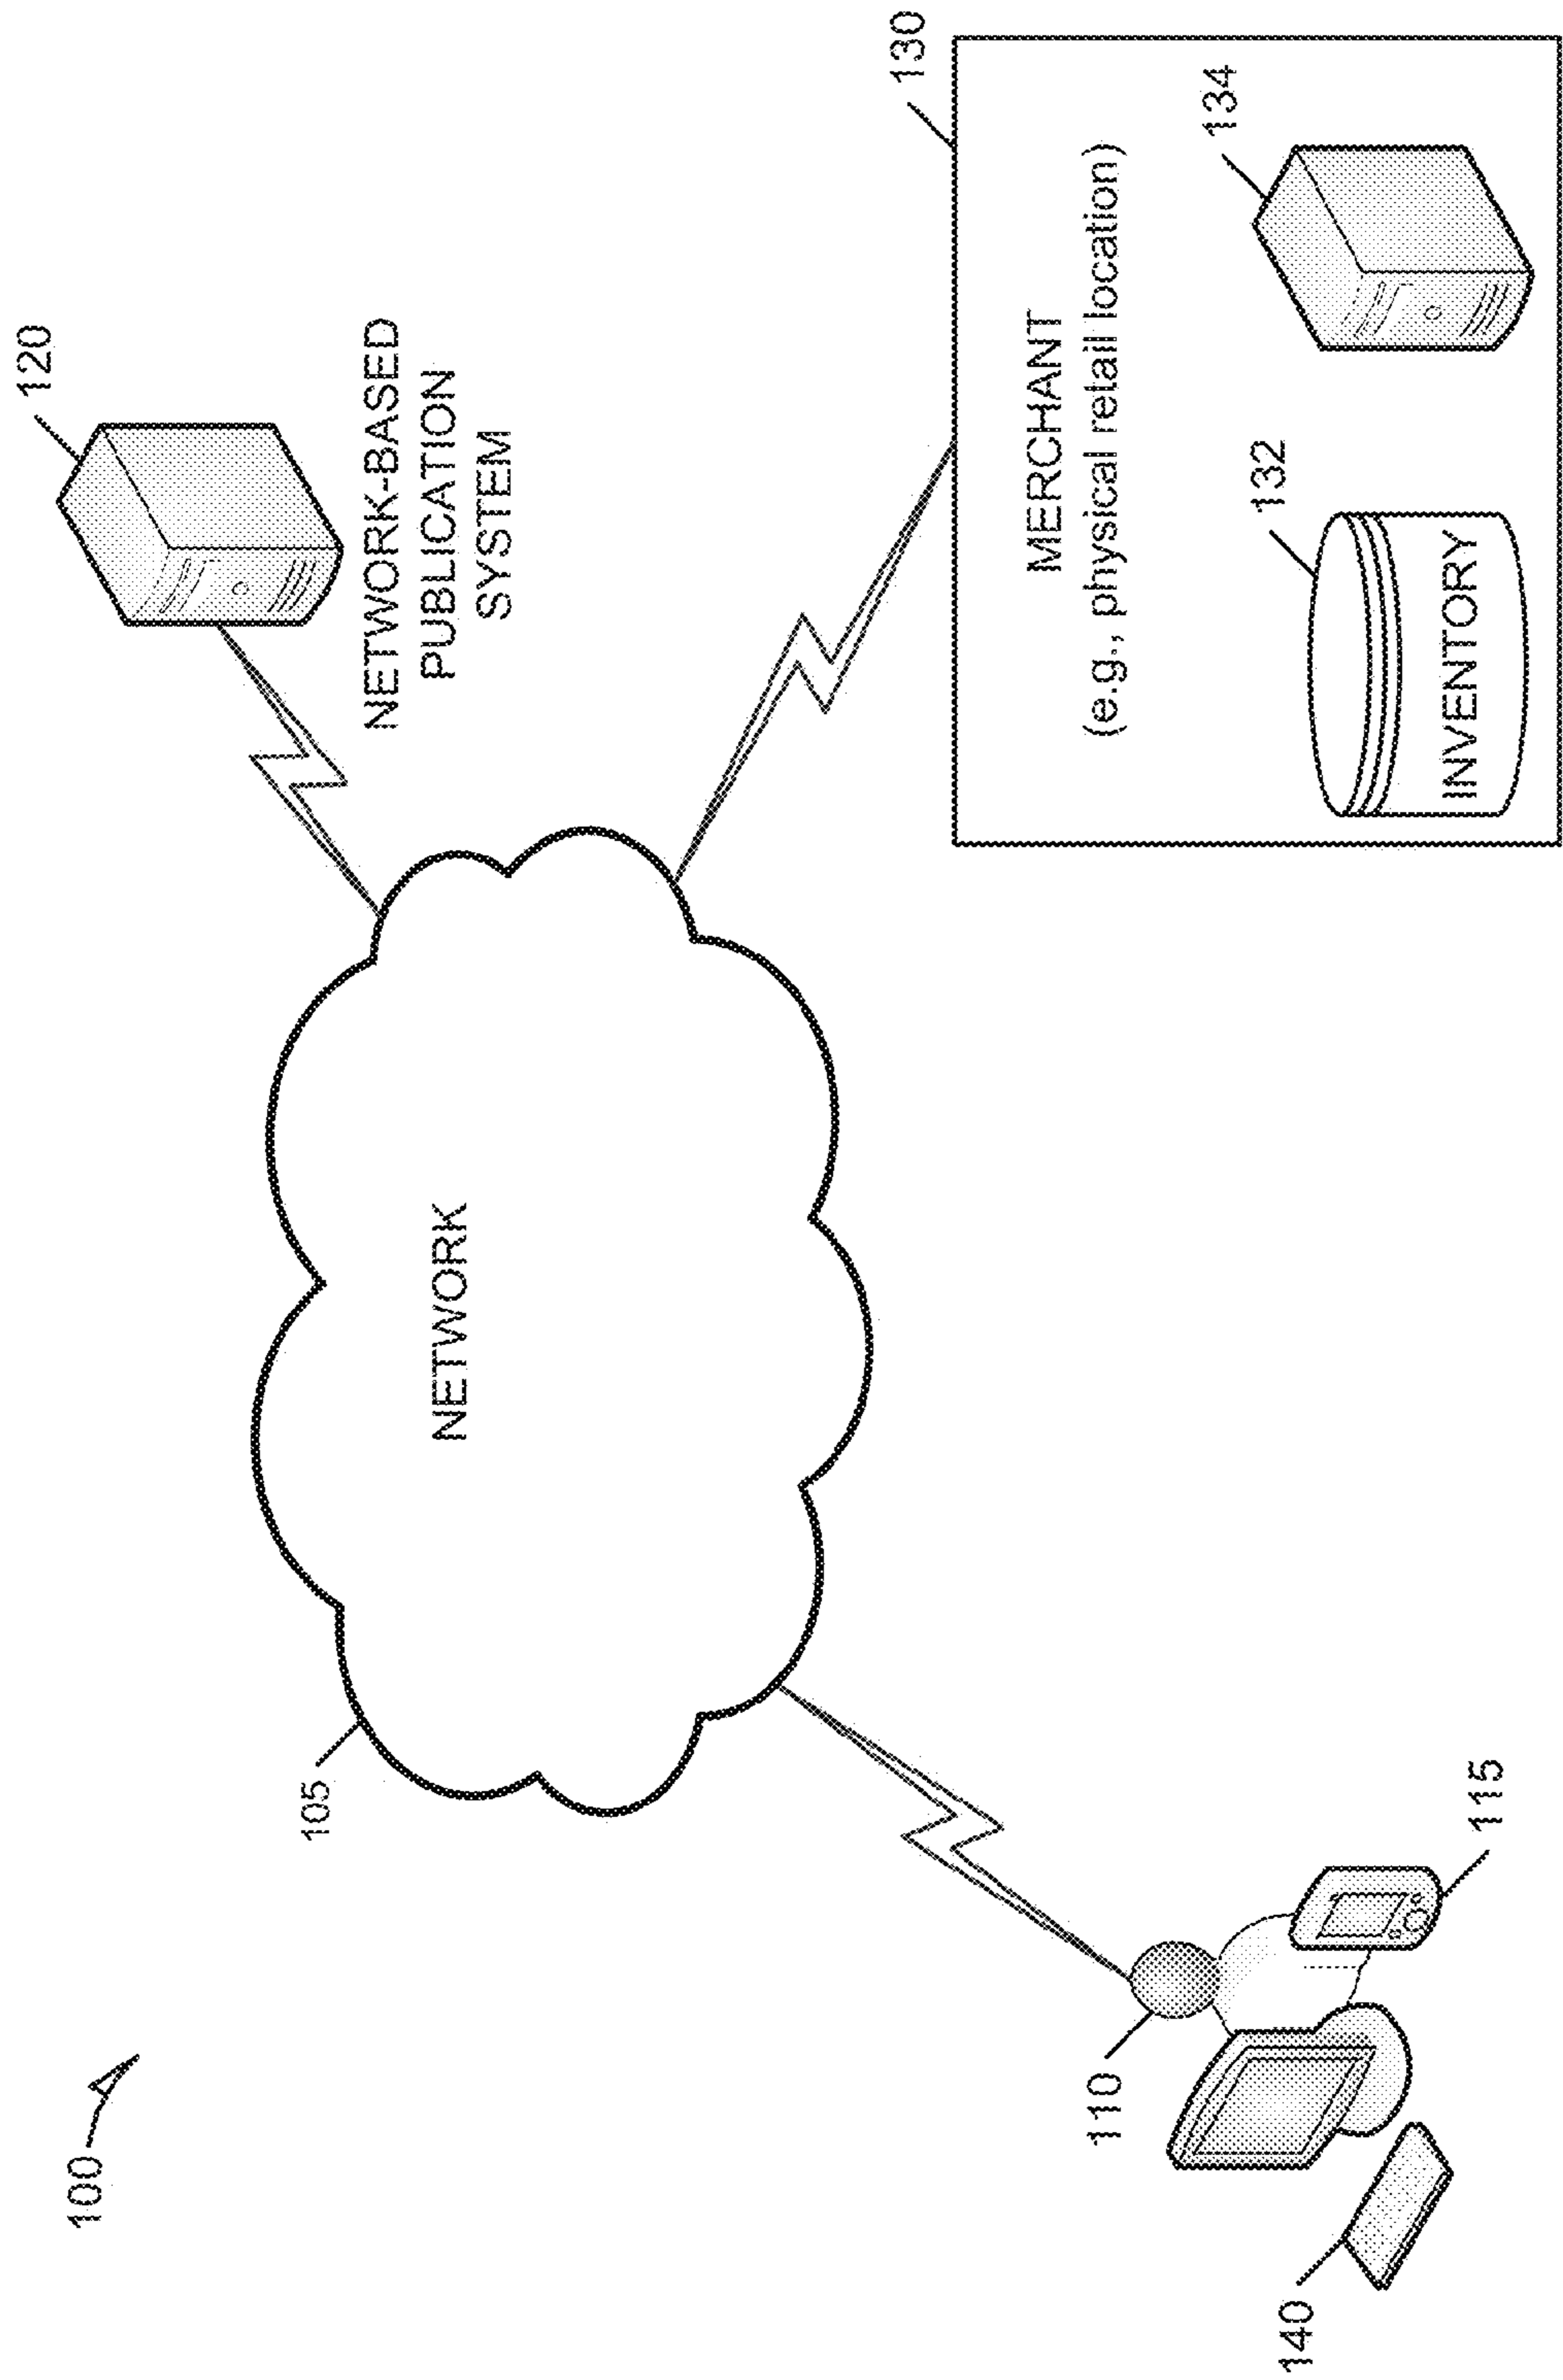 100
105
NETWORK
120
NETWORK-BASED
PUBLICATION
SYSTEM
110
115
140
130
MERCHANT
(e.g., physical retail location)
132
INVENTORY
134